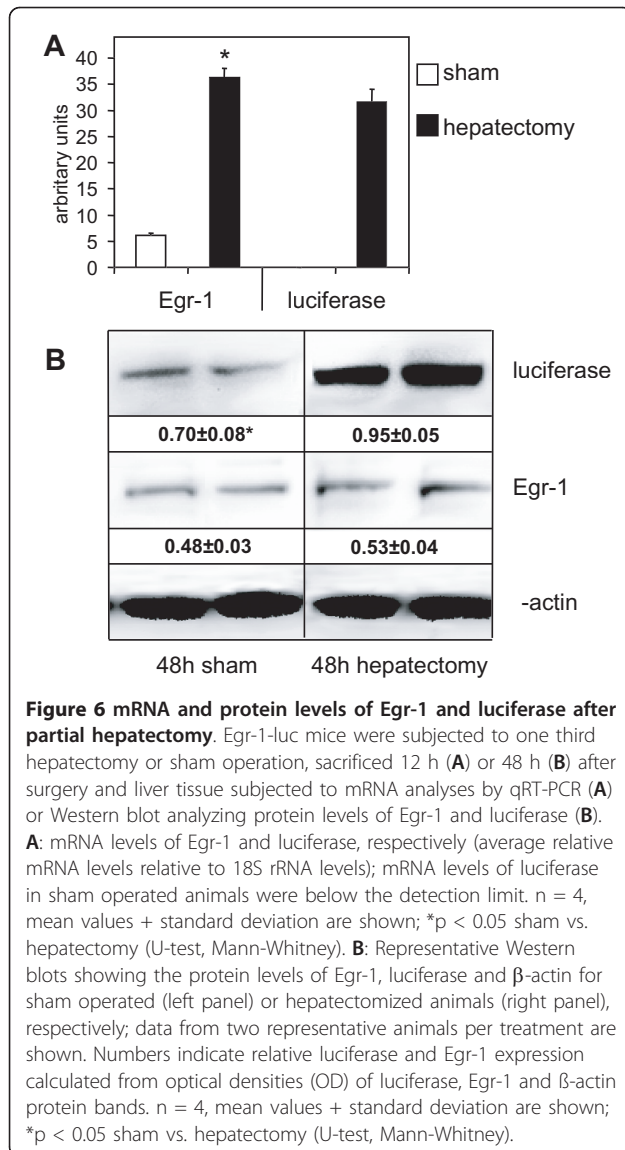 A
40
35
30
25
20
15
10
5
0
arbritary units
*
sham
hepatectomy
Egr-1 luciferase
B
luciferase
0.70±0.08* 0.95±0.05
Egr-1
0.48±0.03 0.53±0.04
-actin
48h sham 48h hepatectomy
Figure 6 mRNA and protein levels of Egr-1 and luciferase after
partial hepatectomy. Egr-1-luc mice were subjected to one third
hepatectomy or sham operation, sacrificed 12 h (A) or 48 h (B) after
surgery and liver tissue subjected to mRNA analyses by qRT-PCR (A)
or Western blot analyzing protein levels of Egr-1 and luciferase (B).
A: mRNA levels of Egr-1 and luciferase, respectively (average relative
mRNA levels relative to 18S rRNA levels); mRNA levels of luciferase
in sham operated animals were below the detection limit. n = 4,
mean values + standard deviation are shown; *p < 0.05 sham vs.
hepatectomy (U-test, Mann-Whitney). B: Representative Western
blots showing the protein levels of Egr-1, luciferase and β-actin for
sham operated (left panel) or hepatectomized animals (right panel),
respectively; data from two representative animals per treatment are
shown. Numbers indicate relative luciferase and Egr-1 expression
calculated from optical densities (OD) of luciferase, Egr-1 and ß-actin
protein bands. n = 4, mean values + standard deviation are shown;
*p < 0.05 sham vs. hepatectomy (U-test, Mann-Whitney).